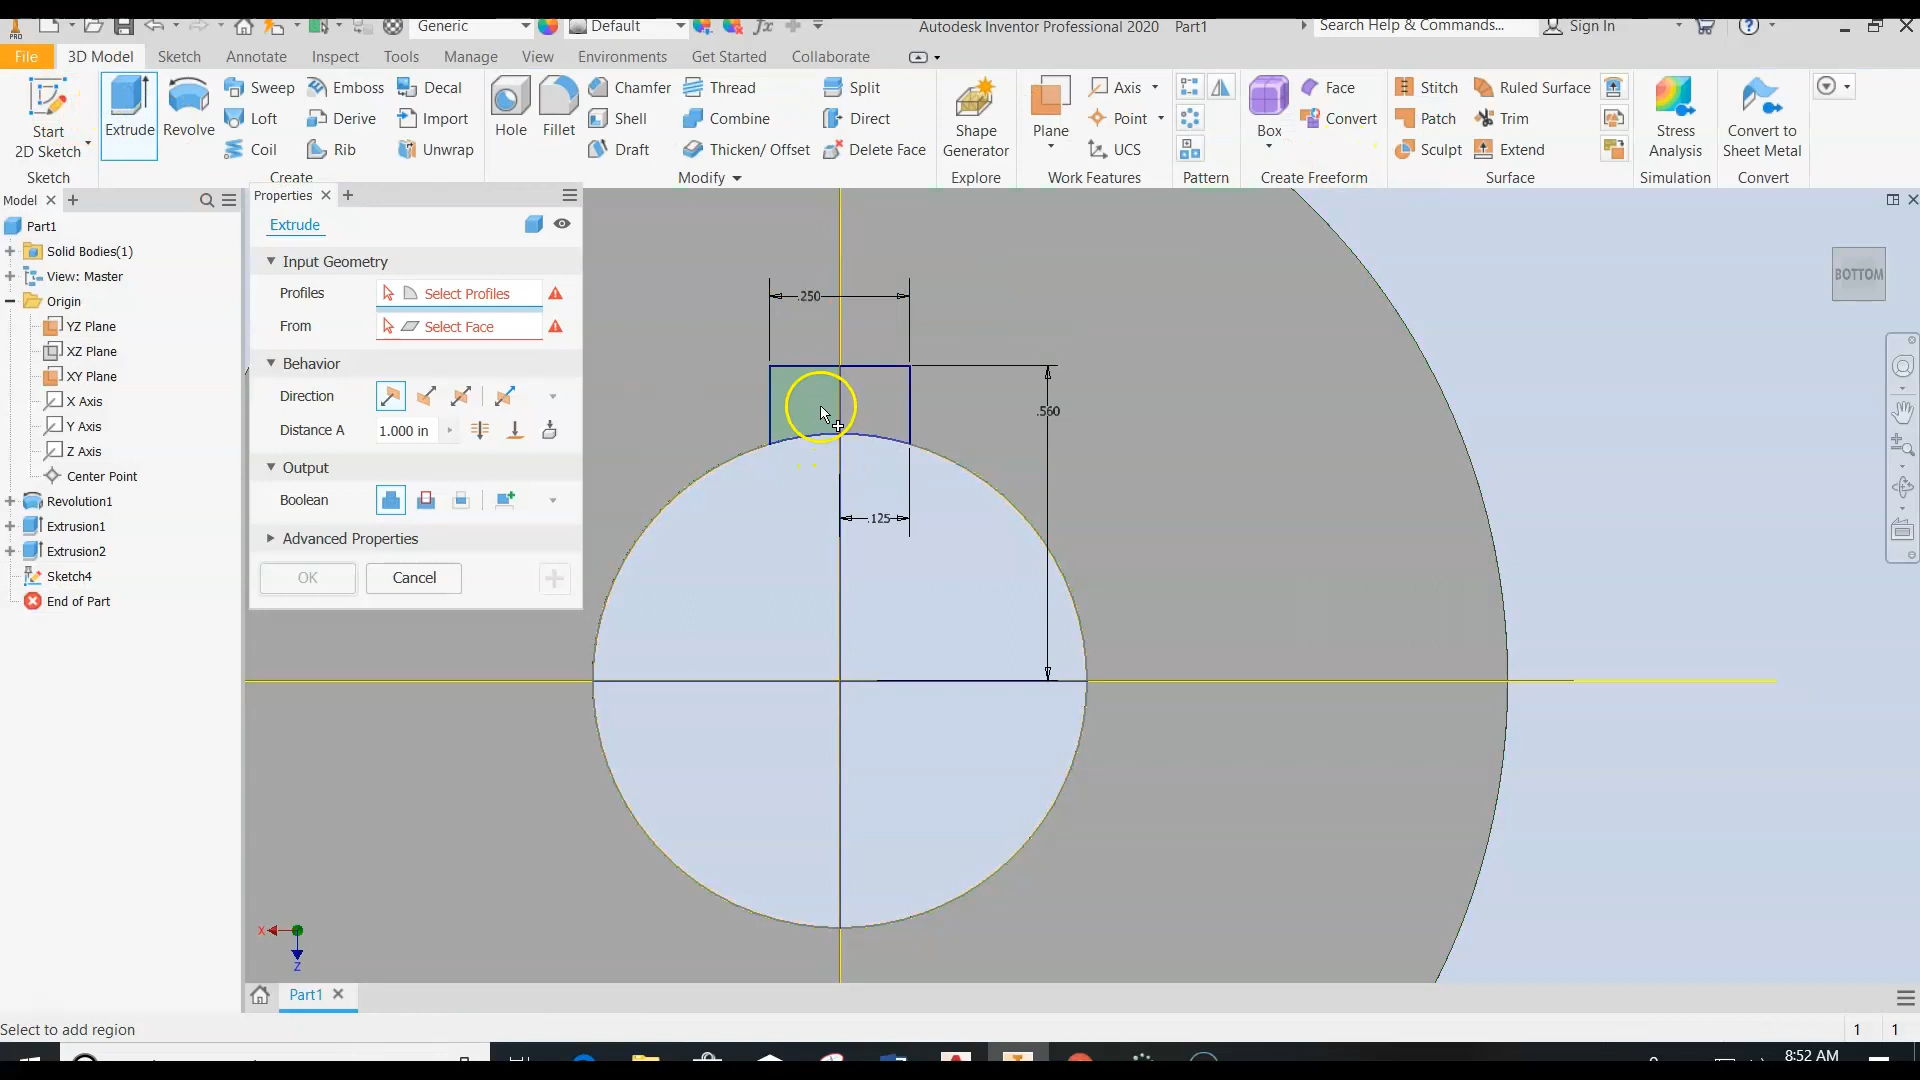 PRO
Generic
Default
fx
Autodesk Inventor Professional 2020 Part1
Search Help & Commands...
Sign In
File
3D Model
Sketch
Annotate
Inspect
Tools
Manage
View
Environments
Get Started
Collaborate
Start
2D Sketch
Sketch
Extrude
Revolve
Sweep
Loft
Coil
Emboss
Derive
Rib
Decal
Import
Unwrap
Create
Hole
Fillet
Chamfer
Shell
Draft
Thread
Combine
Thicken/ Offset
Split
Direct
Delete Face
Modify
Shape
Generator
Explore
Plane
Axis
Point
UCS
Work Features
Pattern
Box
Face
Convert
Create Freeform
Stitch
Patch
Sculpt
Ruled Surface
Trim
Extend
Surface
Stress
Analysis
Simulation
Convert to
Sheet Metal
Convert
Model
Part1
Solid Bodies(1)
View: Master
Origin
YZ Plane
XZ Plane
XY Plane
X Axis
Y Axis
Z Axis
Center Point
Revolution1
Extrusion1
Extrusion2
Sketch4
End of Part
Properties
Extrude
Input Geometry
Profiles
Select Profiles
From
Select Face
Behavior
Direction
Distance A
1.000 in
Output
Boolean
Advanced Properties
OK
Cancel
.250
.560
.125
BOTTOM
X
Z
Part1
Select to add region
1 1
8:52 AM